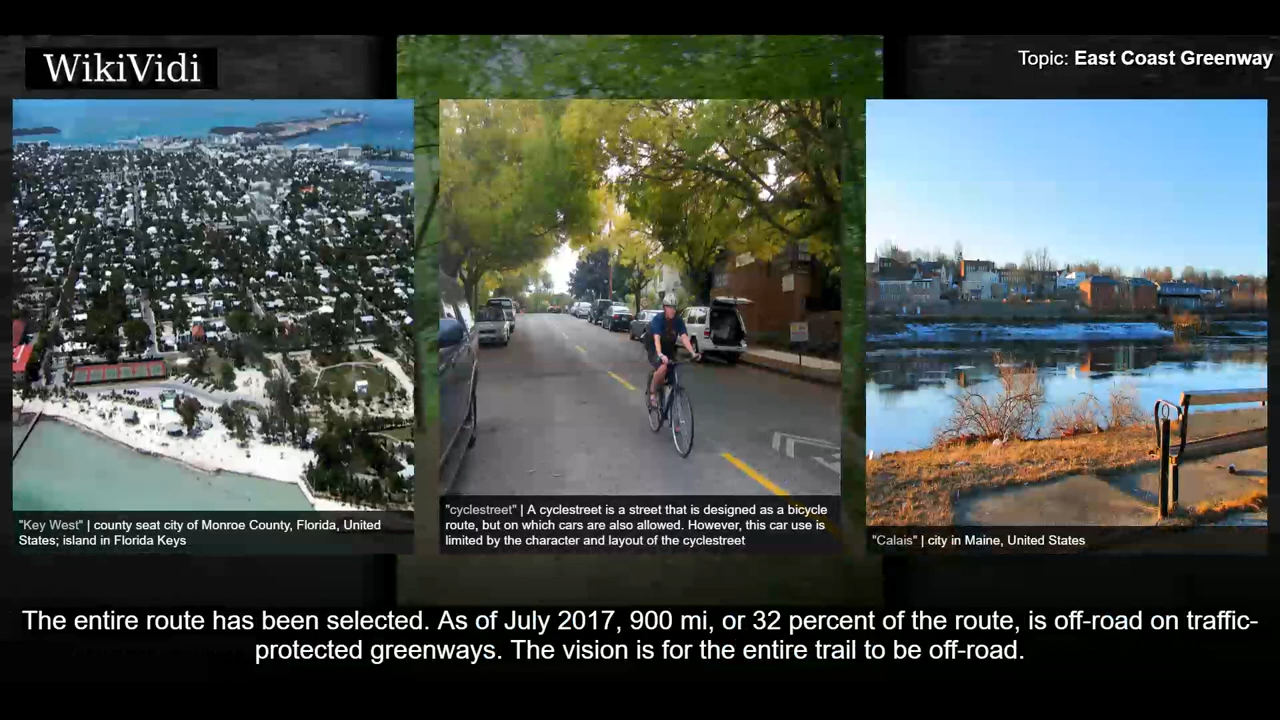 WikiVidi
Topic: East Coast Greenway
"Key West" | county seat city of Monroe County, Florida, United
States; island in Florida Keys
"cyclestreet" | A cyclestreet is a street that is designed as a bicycle
route, but on which cars are also allowed. However, this car use is
limited by the character and layout of the cyclestreet
"Calais" | city in Maine, United States
The entire route has been selected. As of July 2017, 900 mi, or 32 percent of the route, is off-road on traffic-
protected greenways. The vision is for the entire trail to be off-road.